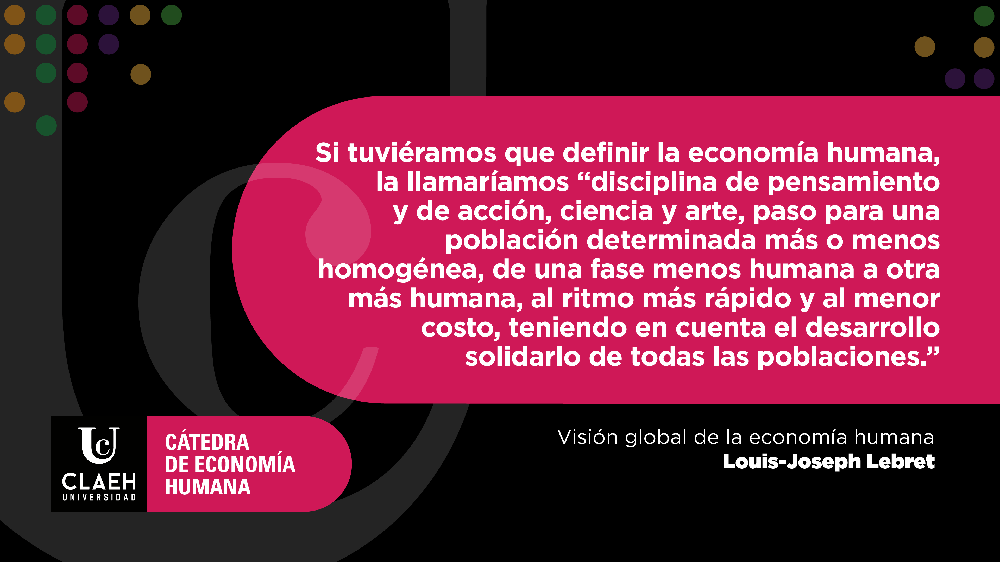 Si tuviéramos que definir la economía humana,
la llamaríamos “disciplina de pensamiento
y de acción, ciencia y arte, paso para una
población determinada más o menos
homogénea, de una fase menos humana a otra
más humana, al ritmo más rápido y al menor
costo, teniendo en cuenta el desarrollo
solidarlo de todas las poblaciones.”
Visión global de la economía humana
Louis-Joseph Lebret
UC
CLAEH
UNIVERSIDAD
CÁTEDRA
DE ECONOMÍA
HUMANA